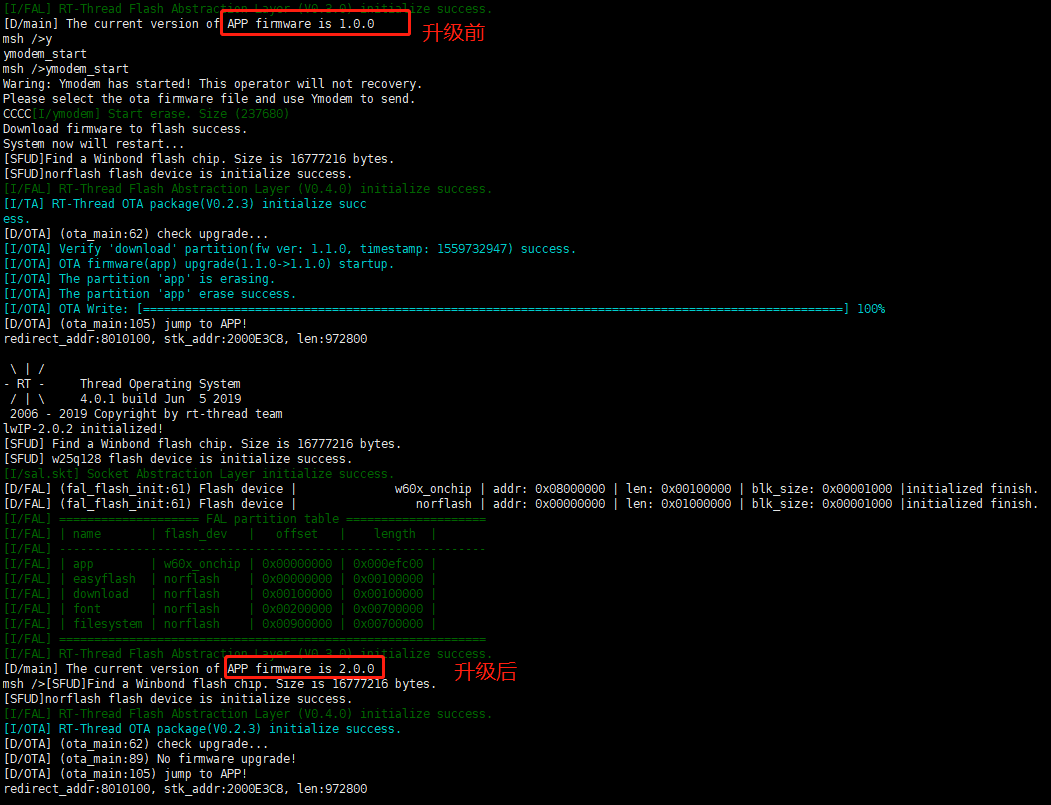 [I/FAL] RT-Thread Flash Abstraction Layer (V0.3.0) initialize success.
[D/main] The current version of APP firmware is 1.0.0
升级前
msh />y
ymodem_start
msh />ymodem_start
Waring: Ymodem has started! This operator will not recovery.
Please select the ota firmware file and use Ymodem to send.
CCCC[I/ymodem] Start erase. Size (237680)
Download firmware to flash success.
System now will restart...
[SFUD]Find a Winbond flash chip. Size is 16777216 bytes.
[SFUD]norflash flash device is initialize success.
[I/FAL] RT-Thread Flash Abstraction Layer (V0.4.0) initialize success.
[I/TA] RT-Thread OTA package(V0.2.3) initialize succ
ess.
[D/OTA] (ota_main:62) check upgrade...
[I/OTA] Verify 'download' partition(fw ver: 1.1.0, timestamp: 1559732947) success.
[I/OTA] OTA firmware(app) upgrade(1.1.0->1.1.0) startup.
[I/OTA] The partition 'app' is erasing.
[I/OTA] The partition 'app' erase success.
[I/OTA] OTA Write: [====================================================================================================] 100%
[D/OTA] (ota_main:105) jump to APP!
redirect_addr:8010100, stk_addr:2000E3C8, len:972800
\ | /
- RT -     Thread Operating System
/ | \     4.0.1 build Jun  5 2019
2006 - 2019 Copyright by rt-thread team
lwIP-2.0.2 initialized!
[SFUD] Find a Winbond flash chip. Size is 16777216 bytes.
[SFUD] w25q128 flash device is initialize success.
[I/sal.skt] Socket Abstraction Layer initialize success.
[D/FAL] (fal_flash_init:61) Flash device |              w60x_onchip | addr: 0x08000000 | len: 0x00100000 | blk_size: 0x00001000 |initialized finish.
[D/FAL] (fal_flash_init:61) Flash device |                 norflash | addr: 0x00000000 | len: 0x01000000 | blk_size: 0x00001000 |initialized finish.
[I/FAL] ==================== FAL partition table ====================
[I/FAL] | name       | flash_dev   |   offset   |    length  |
[I/FAL] -------------------------------------------------------------
[I/FAL] | app        | w60x_onchip | 0x00000000 | 0x000efc00 |
[I/FAL] | easyflash  | norflash    | 0x00000000 | 0x00100000 |
[I/FAL] | download   | norflash    | 0x00100000 | 0x00100000 |
[I/FAL] | font       | norflash    | 0x00200000 | 0x00700000 |
[I/FAL] | filesystem | norflash    | 0x00900000 | 0x00700000 |
[I/FAL] =============================================================
[I/FAL] RT-Thread Flash Abstraction Layer (V0.3.0) initialize success.
[D/main] The current version of APP firmware is 2.0.0
升级后
msh />[SFUD]Find a Winbond flash chip. Size is 16777216 bytes.
[SFUD]norflash flash device is initialize success.
[I/FAL] RT-Thread Flash Abstraction Layer (V0.4.0) initialize success.
[I/OTA] RT-Thread OTA package(V0.2.3) initialize success.
[D/OTA] (ota_main:62) check upgrade...
[D/OTA] (ota_main:89) No firmware upgrade!
[D/OTA] (ota_main:105) jump to APP!
redirect_addr:8010100, stk_addr:2000E3C8, len:972800